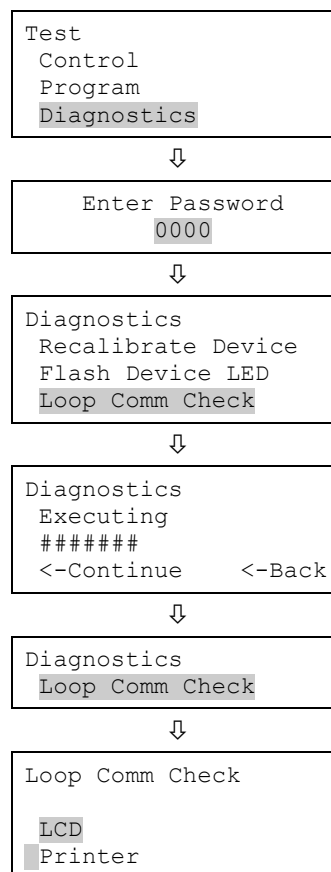 Test
Control
Program
Diagnostics
⇩
Enter Password
0000
⇩
Diagnostics
Recalibrate Device
Flash Device LED
Loop Comm Check
⇩
Diagnostics
Executing
#######
<-Continue <-Back
⇩
Diagnostics
Loop Comm Check
⇩
Loop Comm Check
LCD
Printer